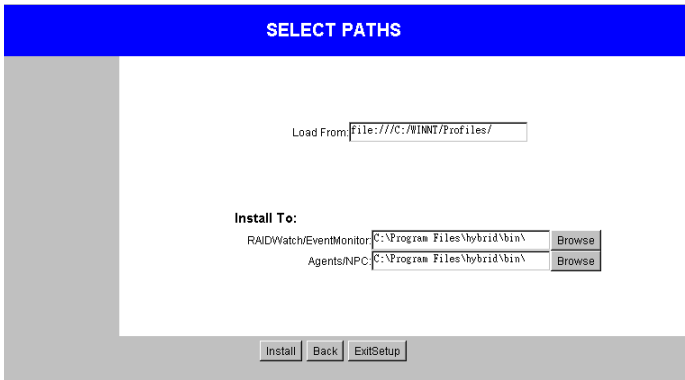 SELECT PATHS
Load From: file:///C:/WINNT/Profiles/
Install To:
RAIDWatch/EventMonitor: C:\Program Files\hybrid\bin\ Browse
Agents/NPC: C:\Program Files\hybrid\bin\ Browse
Install Back ExitSetup